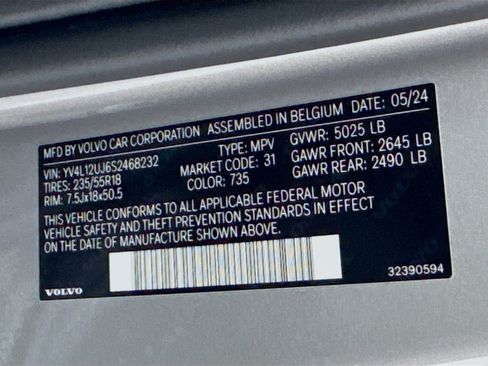 MFD BY VOLVO CAR CORPORATION ASSEMBLED IN BELGIUM DATE: 05/24
VIN: YV4L12UJ6S2468232 TYPE: MPV GVWR: 5025 LB
TIRES: 235/55R18 MARKET CODE: 31 GAWR FRONT: 2645 LB
RIM: 7.5Jx18x50.5 COLOR: 735 GAWR REAR: 2490 LB
THIS VEHICLE CONFORMS TO ALL APPLICABLE FEDERAL MOTOR
VEHICLE SAFETY AND THEFT PREVENTION STANDARDS IN EFFECT
ON THE DATE OF MANUFACTURE SHOWN ABOVE.
VOLVO 32390594